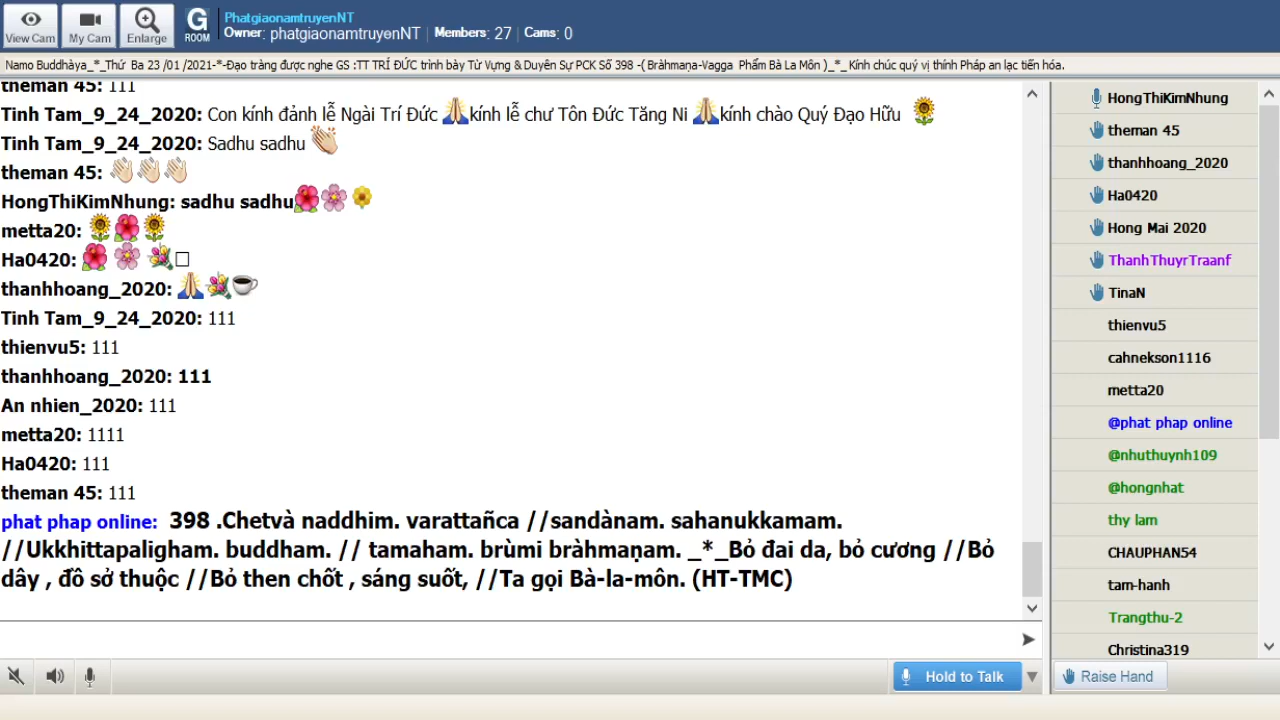 View Cam
My Cam
Enlarge
G
ROOM
PhatgiaonamtruyenNT
Owner: phatgiaonamtruyenNT | Members: 27 | Cams: 0
Namo Buddhàya_*_Thứ Ba 23 /01 /2021-*-Đạo tràng được nghe GS :TT TRÍ ĐỨC trình bày Từ Vựng & Duyên Sự PCK Số 398 -( Bràhmaṇa-Vagga Phẩm Bà La Môn )_*_ Kính chúc quý vị thính Pháp an lạc tiến hóa.
theman 45: 111
Tinh Tam_9_24_2020: Con kính đảnh lễ Ngài Trí Đức 🙏kính lễ chư Tôn Đức Tăng Ni 🙏kính chào Quý Đạo Hữu 🌻
Tinh Tam_9_24_2020: Sadhu sadhu 👏
theman 45: 👏👏👏
HongThiKimNhung: sadhu sadhu🌺🌸🌼
metta20: 🌻🌺🌻
Ha0420: 🌺🌸💐□
thanhhoang_2020: 🙏💐☕
Tinh Tam_9_24_2020: 111
thienvu5: 111
thanhhoang_2020: 111
An nhien_2020: 111
metta20: 1111
Ha0420: 111
theman 45: 111
phat phap online: 398 .Chetvà naddhim. varattañca //sandànam. sahanukkamam.
//Ukkhittapaligham. buddham. // tamaham. brùmi bràhmaṇam. _*_Bỏ đai da, bỏ cương //Bỏ
dây , đồ sở thuộc //Bỏ then chốt , sáng suốt, //Ta gọi Bà-la-môn. (HT-TMC)
Hold to Talk
HongThiKimNhung
theman 45
thanhhoang_2020
Ha0420
Hong Mai 2020
ThanhThuyrTraanf
TinaN
thienvu5
cahnekson1116
metta20
@phat phap online
@nhuthuynh109
@hongnhat
thy lam
CHAUPHAN54
tam-hanh
Trangthu-2
Christina319
Raise Hand